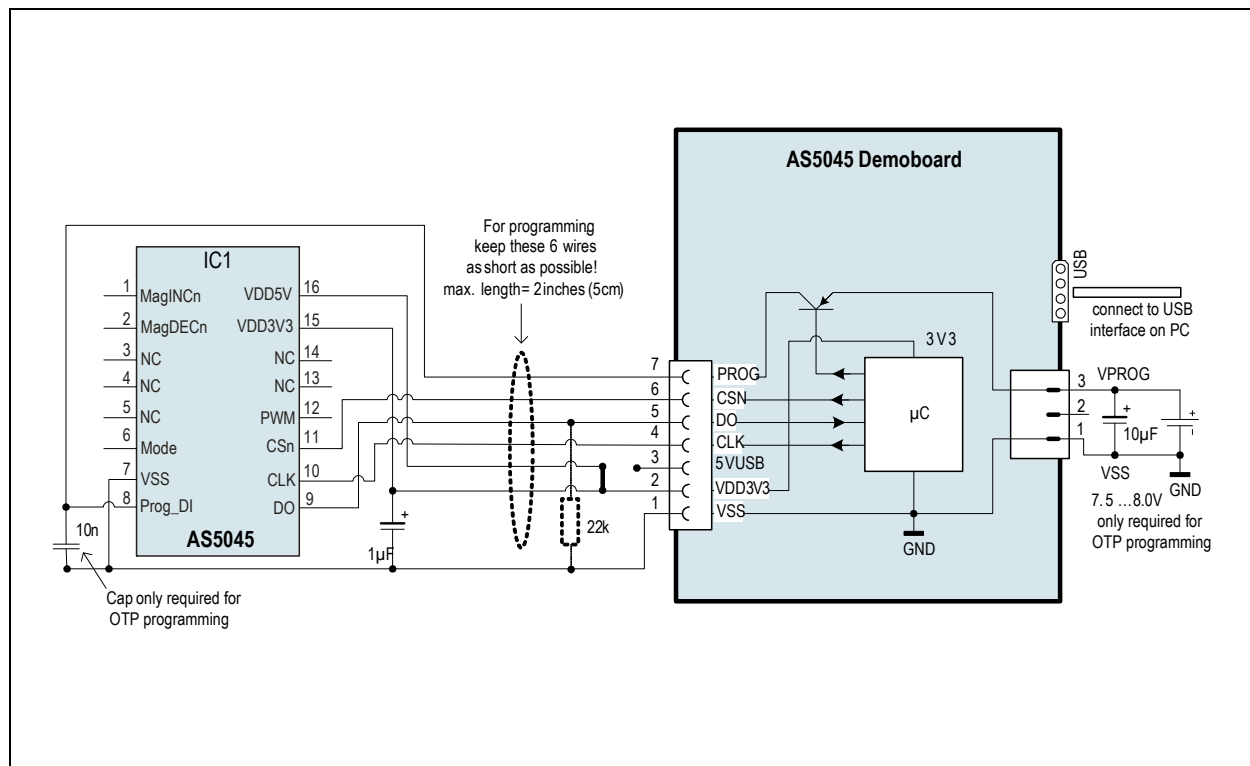 AS5045 Demoboard
For programming
keep these 6 wires
as short as possible!
max. length= 2inches (5cm)
IC1
1
MagINCn
2
MagDECn
3
NC
4
NC
5
NC
6
Mode
7
VSS
8
Prog_DI
VDD5V
16
VDD3V3
15
NC
14
NC
13
PWM
12
CSn
11
CLK
10
DO
9
AS5045
10n
Cap only required for
OTP programming
1µF
+
22k
7
PROG
6
CSN
5
DO
4
CLK
3
5VUSB
2
VDD3V3
1
VSS
3V3
µC
GND
USB
connect to USB
interface on PC
3
VPROG
2
1
+
10µF
+
-
VSS
GND
7.5 ...8.0V
only required for
OTP programming